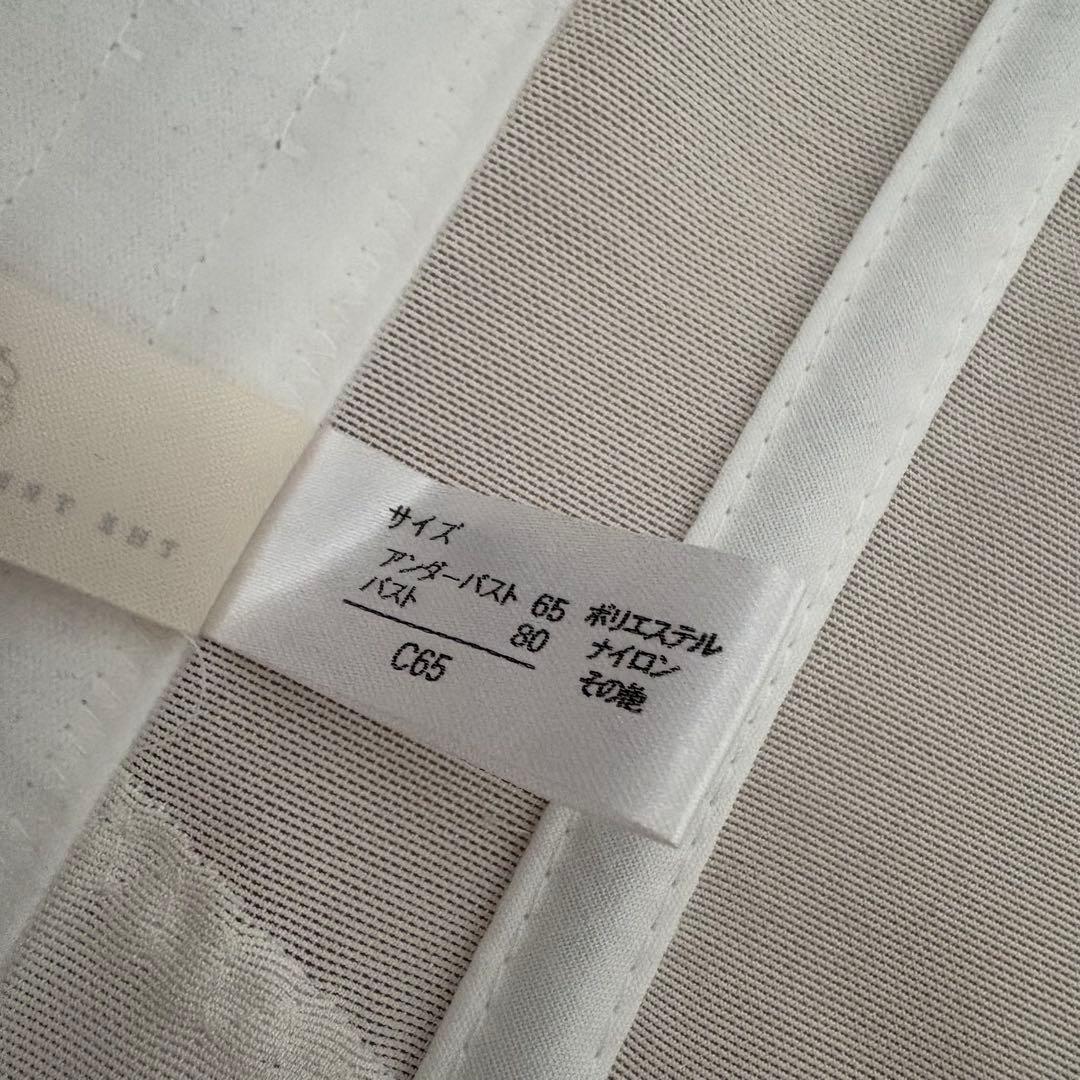 サイズ
アンダーバスト 65
バスト 80
C65
ポリエステル
ナイロン
その他